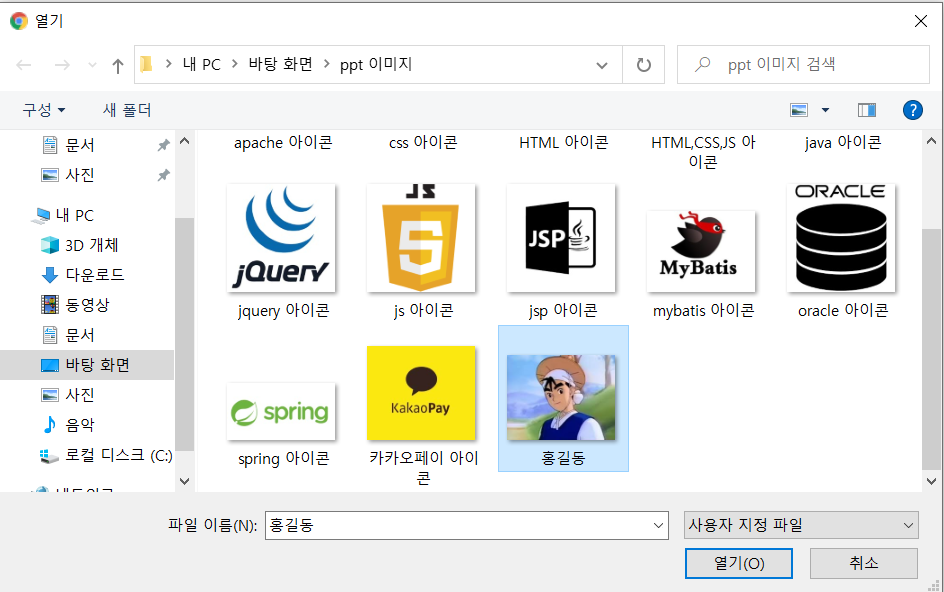 열기
내 PC > 바탕 화면 > ppt 이미지
ppt 이미지 검색
구성
새 폴더
문서
사진
내 PC
3D 개체
다운로드
동영상
문서
바탕 화면
사진
음악
로컬 디스크 (C:)
apache 아이콘
css 아이콘
HTML 아이콘
HTML,CSS,JS 아
이콘
java 아이콘
jQuery
JS
5
JSP
MyBatis
ORACLE
jquery 아이콘
js 아이콘
jsp 아이콘
mybatis 아이콘
oracle 아이콘
spring
KakaoPay
spring 아이콘
카카오페이 아이
콘
홍길동
파일 이름(N):
홍길동
사용자 지정 파일
열기(O)
취소